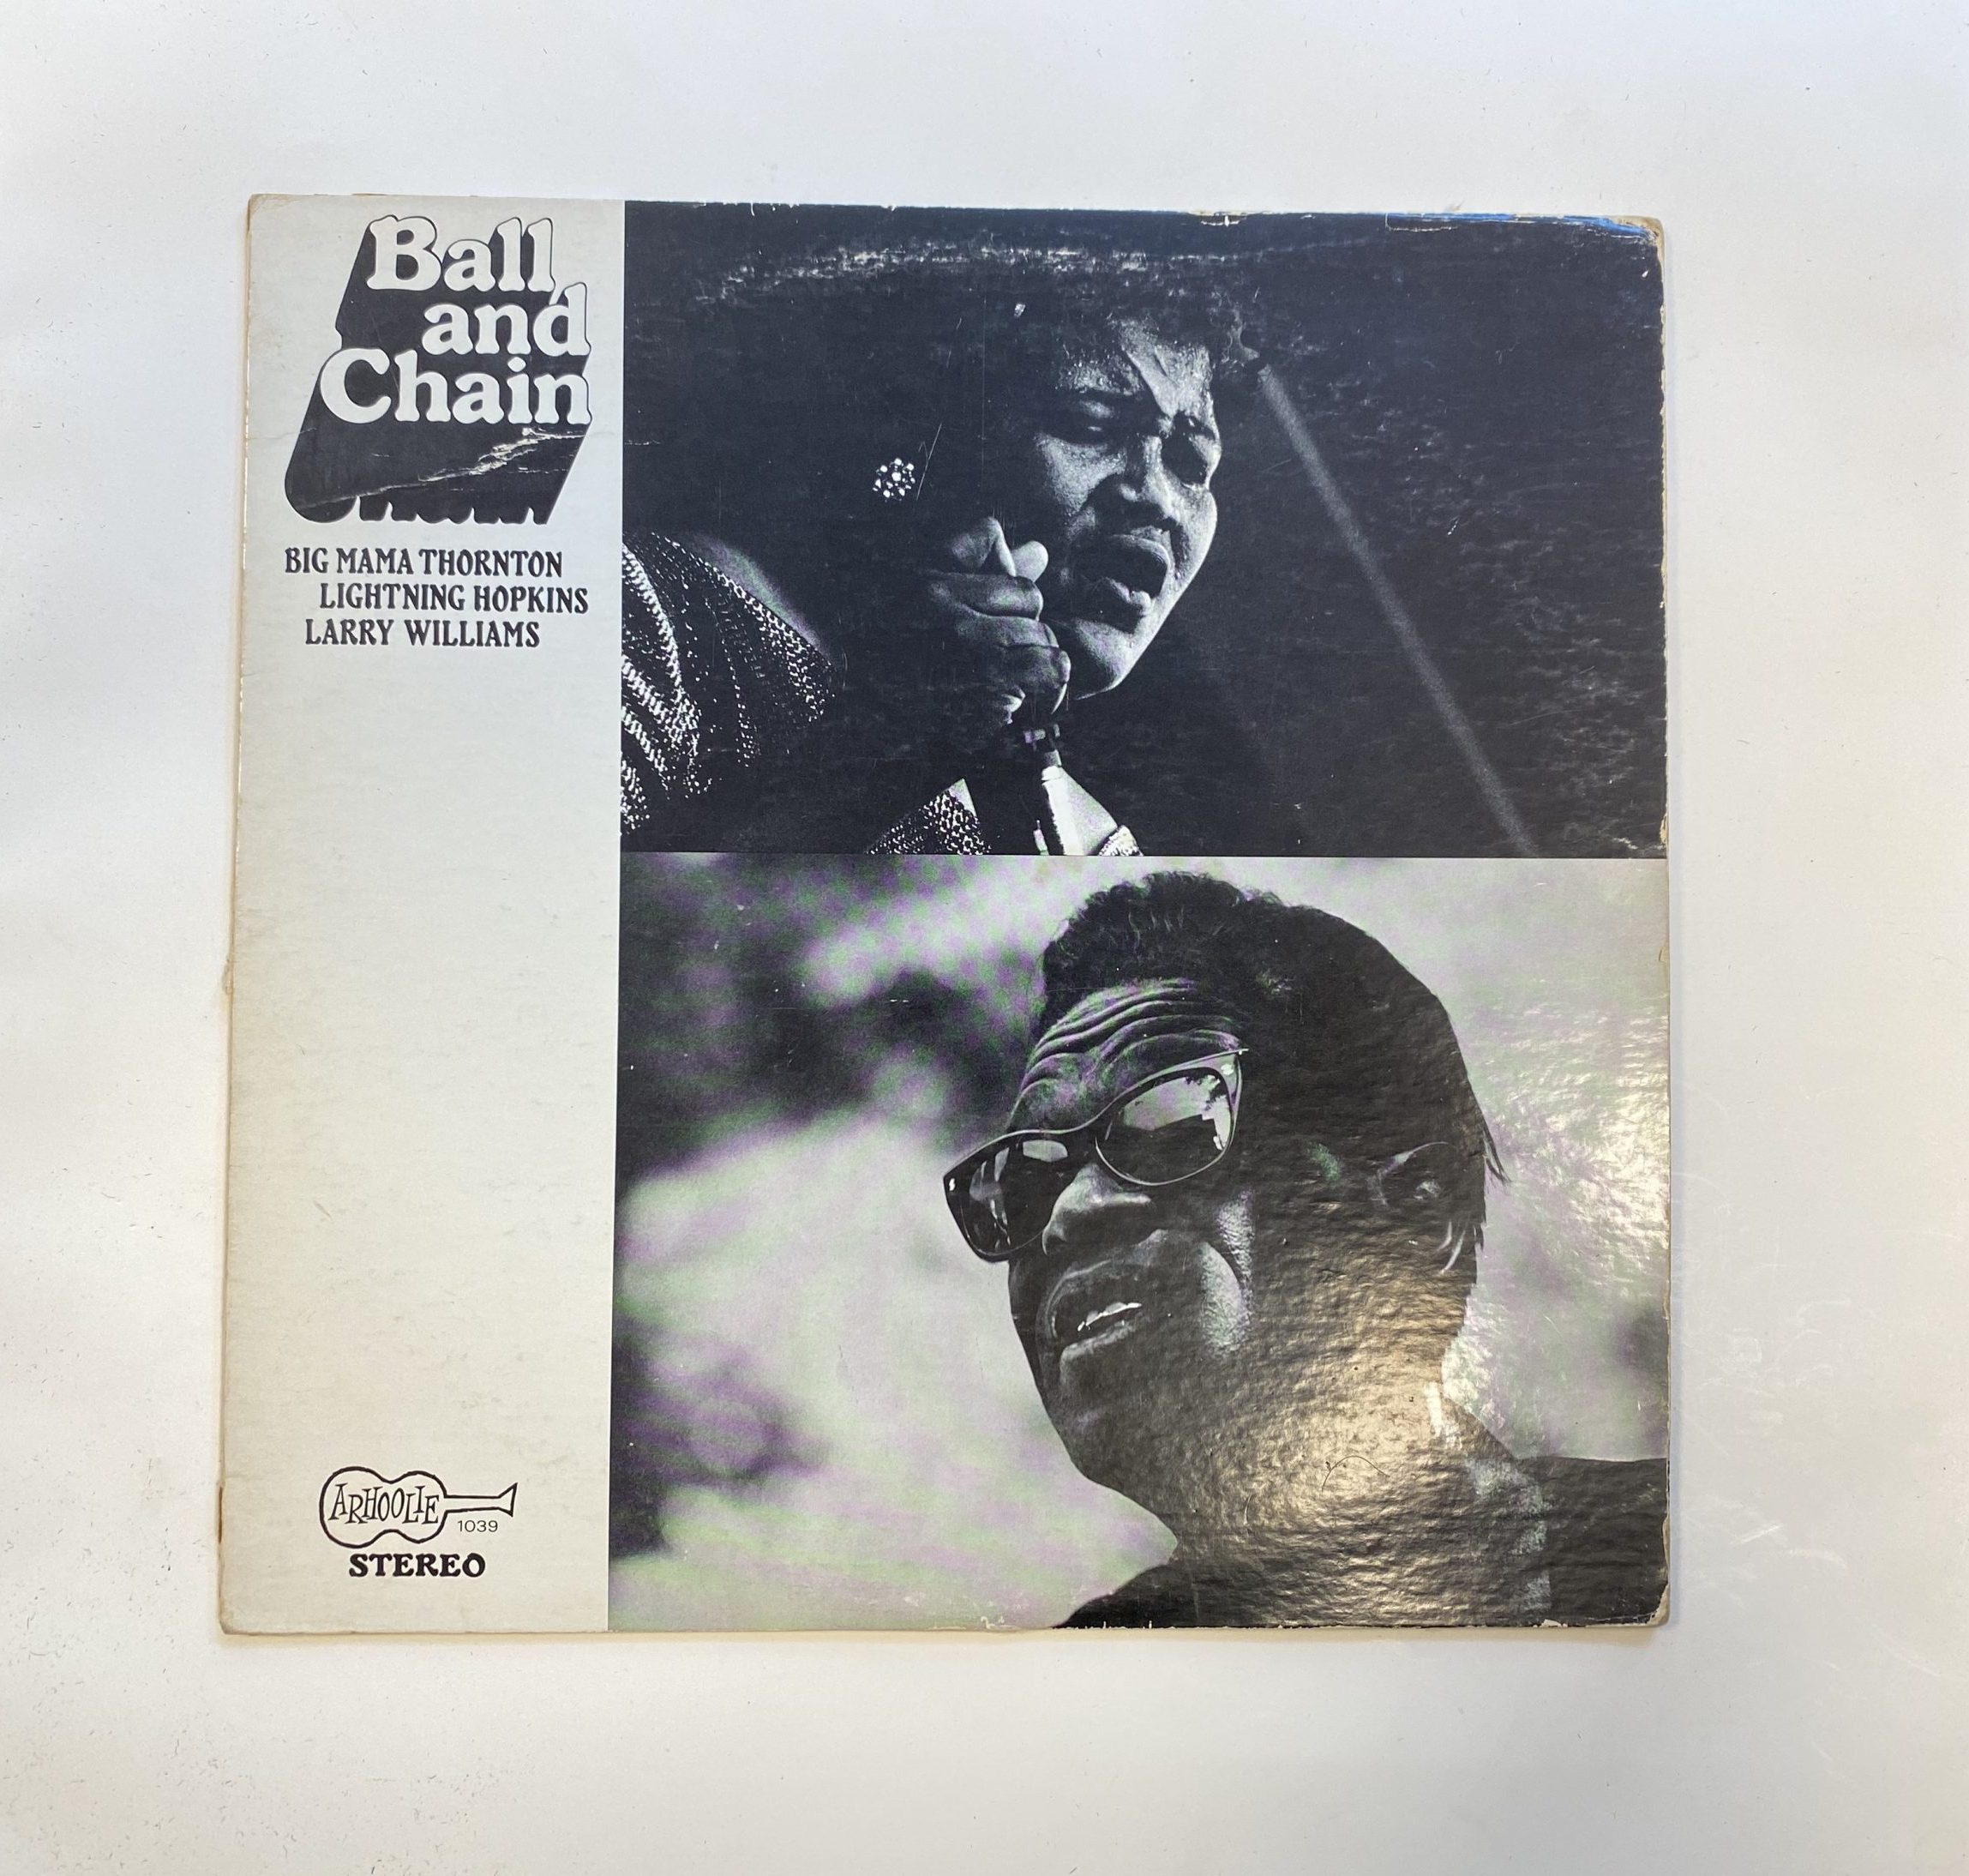 Ball
and
Chain
BIG MAMA THORNTON
LIGHTNING HOPKINS
LARRY WILLIAMS
ARHOOLIE
1039
STEREO